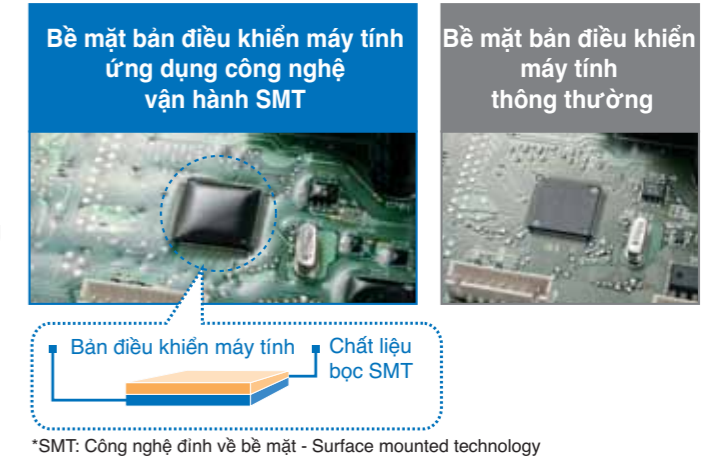 Bề mặt bản điều khiển máy tính
ứng dụng công nghệ
vận hành SMT
Bề mặt bản điều khiển
máy tính
thông thường
Bản điều khiển máy tính
Chất liệu
bọc SMT
*SMT: Công nghệ đỉnh về bề mặt - Surface mounted technology